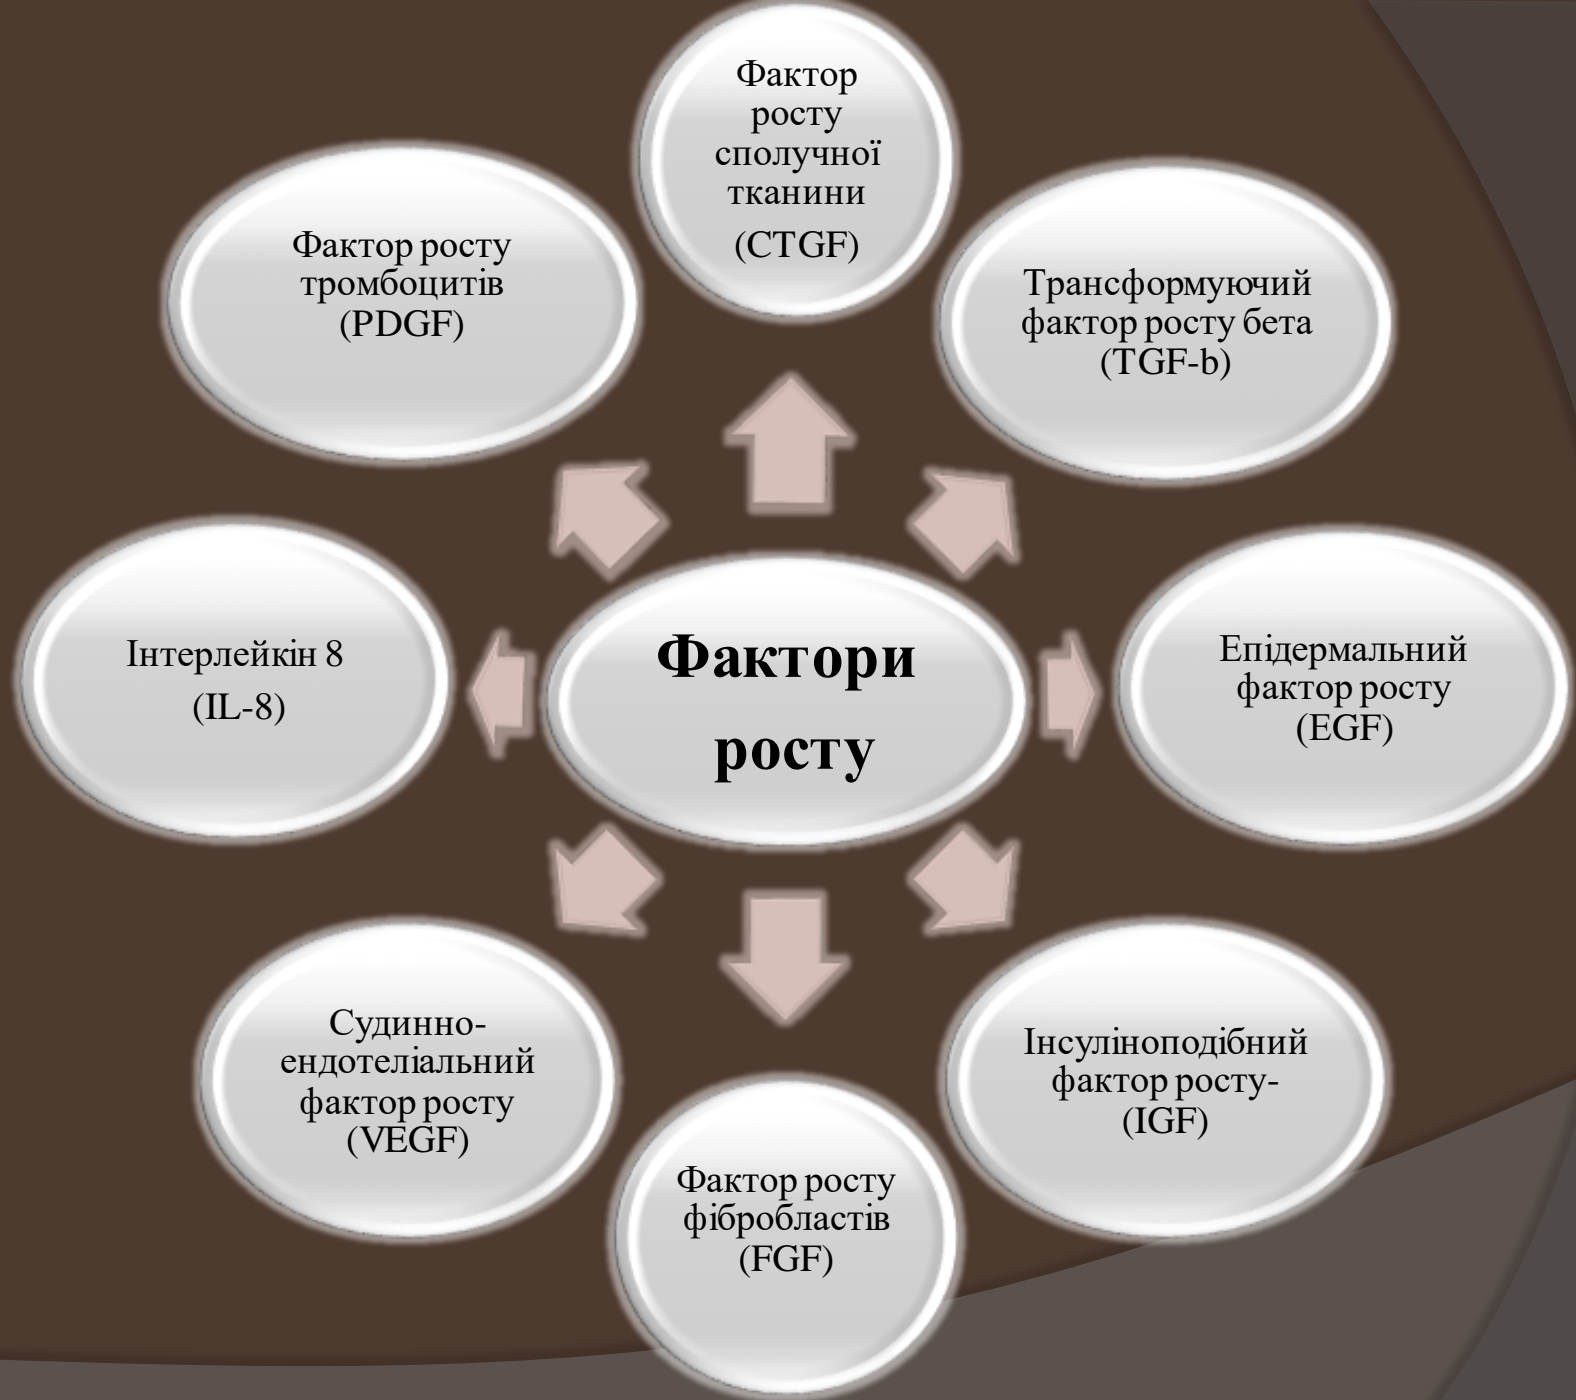 Фактор
росту
сполучної
тканини
(CTGF)
Фактор росту
тромбоцитів
(PDGF)
Трансформуючий
фактор росту бета
(TGF-b)
Інтерлейкін 8
(IL-8)
Фактори
росту
Епідермальний
фактор росту
(EGF)
Судинно-
ендотеліальний
фактор росту
(VEGF)
Інсуліноподібний
фактор росту-
(IGF)
Фактор росту
фібробластів
(FGF)